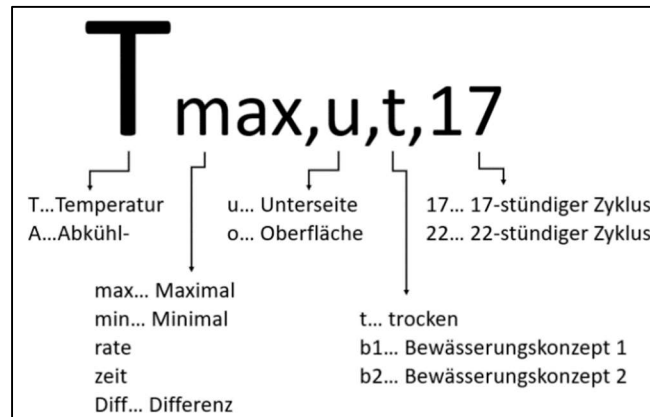 Tmax,u,t,17
T...Temperatur
A...Abkühl-
u... Unterseite
o... Oberfläche
17... 17-stündiger Zyklus
22... 22-stündiger Zyklus
max... Maximal
min... Minimal
rate
zeit
Diff... Differenz
t... trocken
b1... Bewässerungskonzept 1
b2... Bewässerungskonzept 2